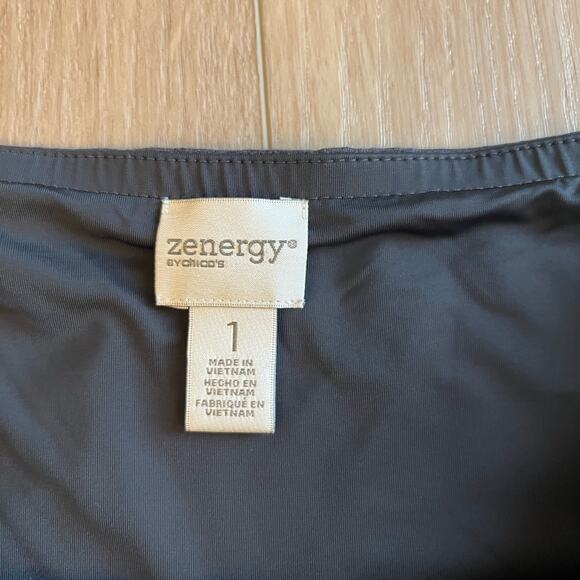 zenergy®
BY CHICO'S
1
MADE IN
VIETNAM
HECHO EN
VIETNAM
FABRIQUÉ EN
VIETNAM